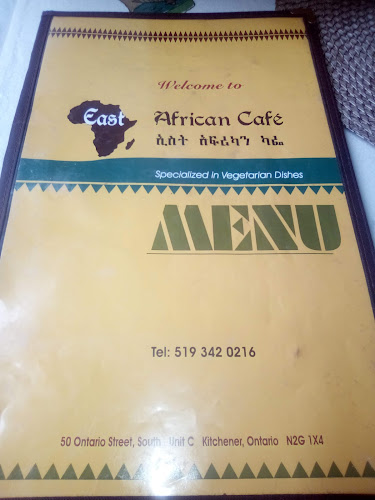 Welcome to
East African Café
ኢስት አፍሪካን ካፌ
Specialized in Vegetarian Dishes
MENU
Tel: 519 342 0216
50 Ontario Street, South Unit C Kitchener, Ontario N2G 1X4